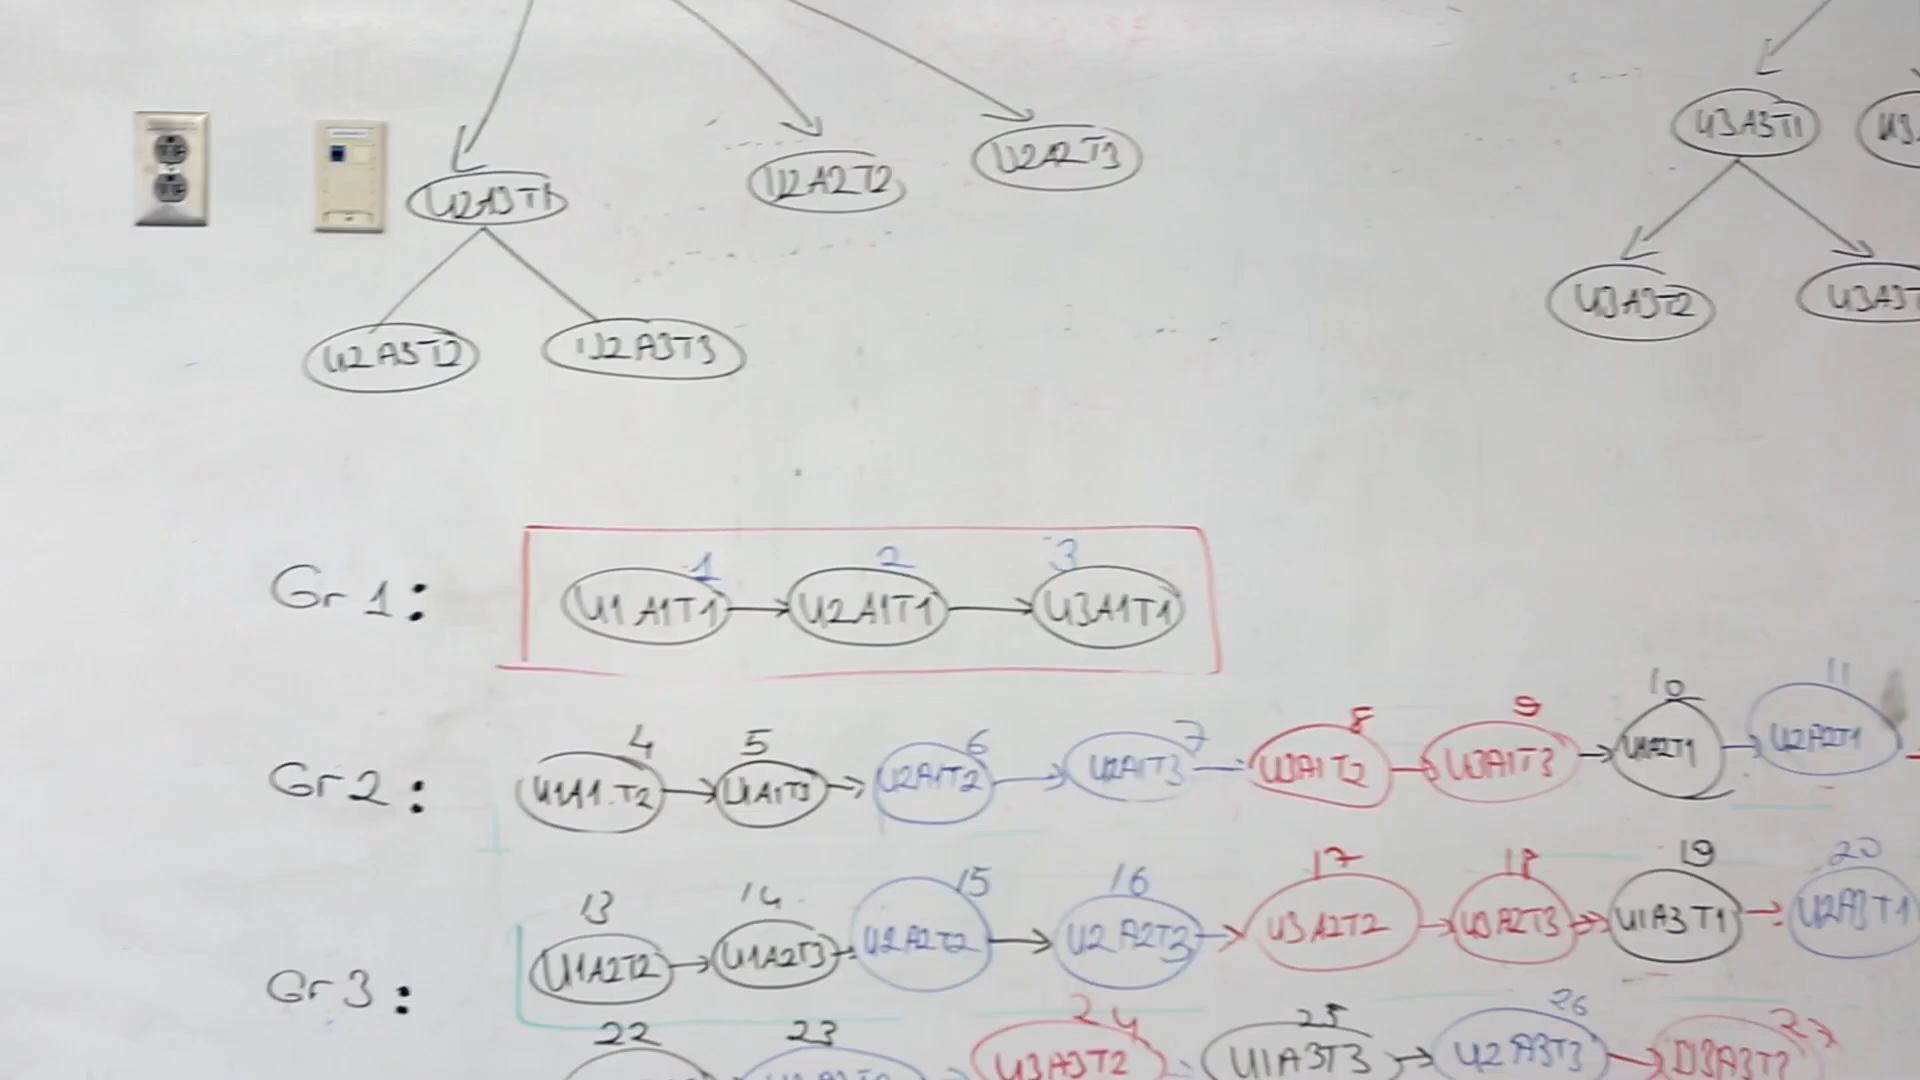 U3A3T1
U2A3T1 U2A2T2 U2A2T3
U3A3T2
U2A3T2 U2A3T3
1 2 3
Gr 1: U1A1T1 U2A1T1 U3A1T1
4 5 6 7 8 9 10 11
Gr 2: U1A1T2 U1A1T3 U2A1T2 U2A1T3 U3A1T2 U3A1T3 U1A2T1 U2A2T1
13 14 15 16 17 18 19 20
Gr 3: U1A2T2 U1A2T3 U2A2T2 U2A2T3 U3A2T2 U3A2T3 U1A3T1 U2A3T1
22 23 24 25 26 27
U3A3T2 U1A3T3 U2A3T3 U3A3T3